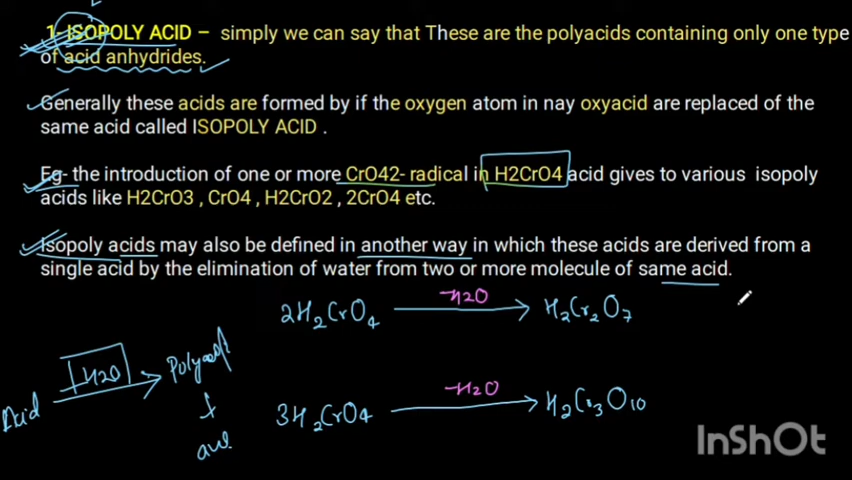 1- ISOPOLY ACID – simply we can say that These are the polyacids containing only one type
of acid anhydrides.
Generally these acids are formed by if the oxygen atom in nay oxyacid are replaced of the
same acid called ISOPOLY ACID .
Eg- the introduction of one or more CrO42- radical in H2CrO4 acid gives to various isopoly
acids like H2CrO3 , CrO4 , H2CrO2 , 2CrO4 etc.
Isopoly acids may also be defined in another way in which these acids are derived from a
single acid by the elimination of water from two or more molecule of same acid.
2H₂CrO₄ -H2O → H₂Cr₂O₇
Acid H2O →
3H₂CrO₄ -H2O → H₂Cr₃O₁₀
InShOt